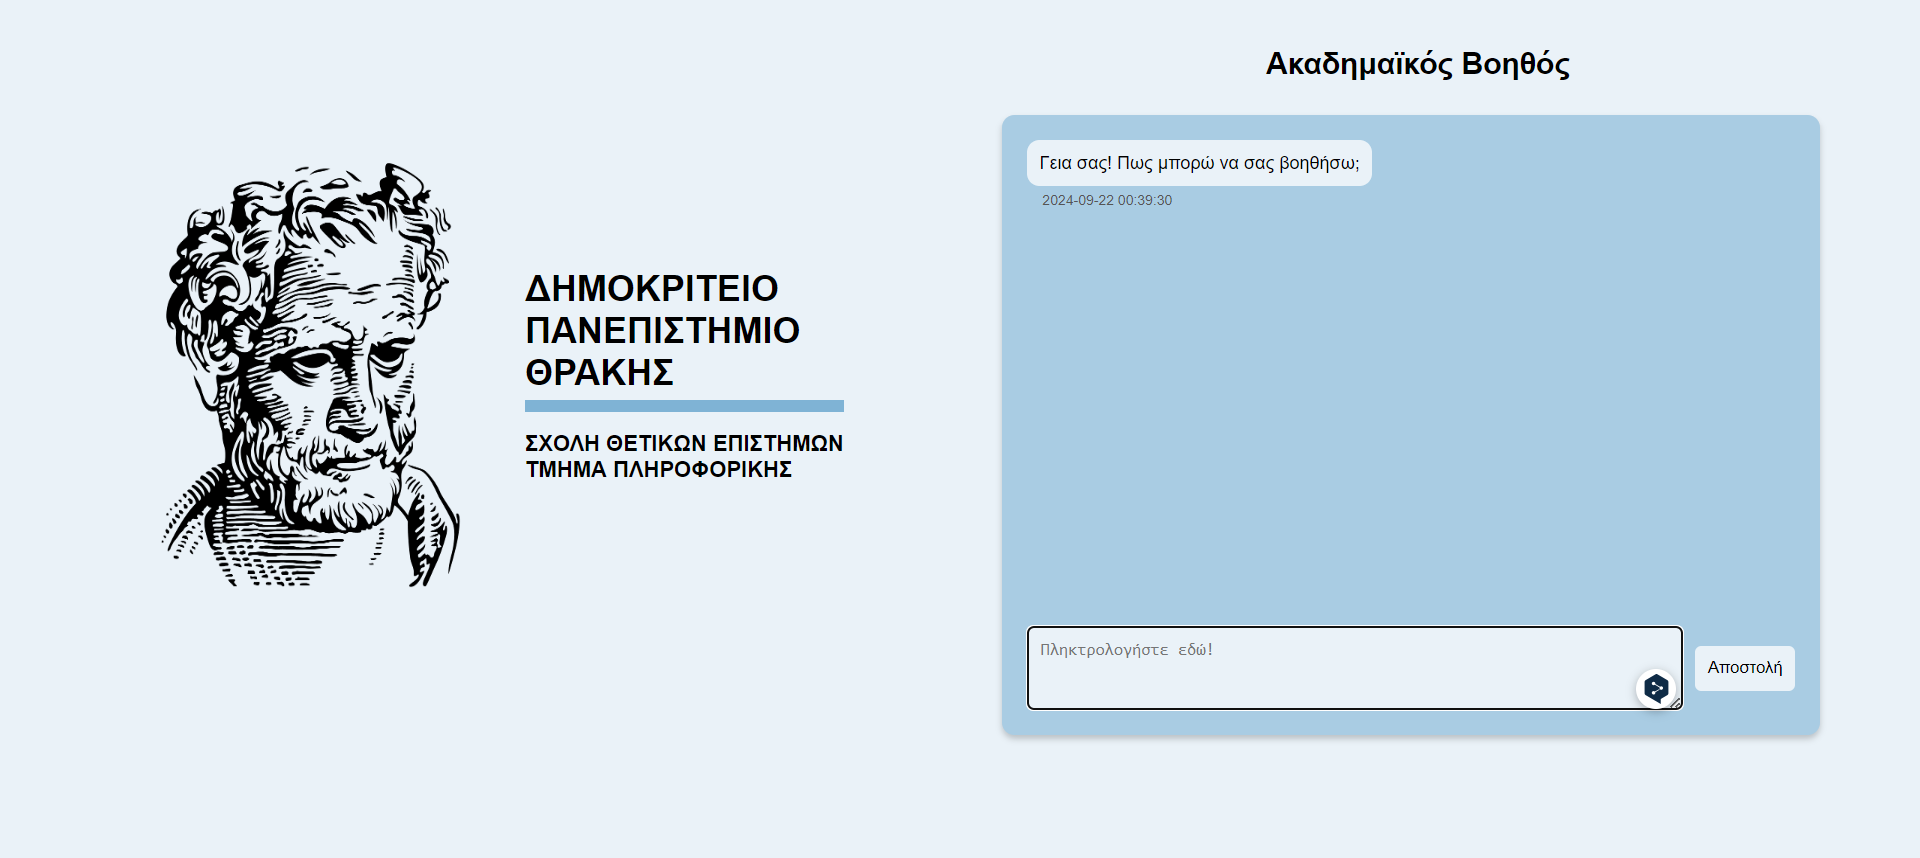 Ακαδημαϊκός Βοηθός
Γεια σας! Πως μπορώ να σας βοηθήσω;
2024-09-22 00:39:30
ΔΗΜΟΚΡΙΤΕΙΟ
ΠΑΝΕΠΙΣΤΗΜΙΟ
ΘΡΑΚΗΣ
ΣΧΟΛΗ ΘΕΤΙΚΩΝ ΕΠΙΣΤΗΜΩΝ
ΤΜΗΜΑ ΠΛΗΡΟΦΟΡΙΚΗΣ
Πληκτρολογήστε εδώ!
Αποστολή